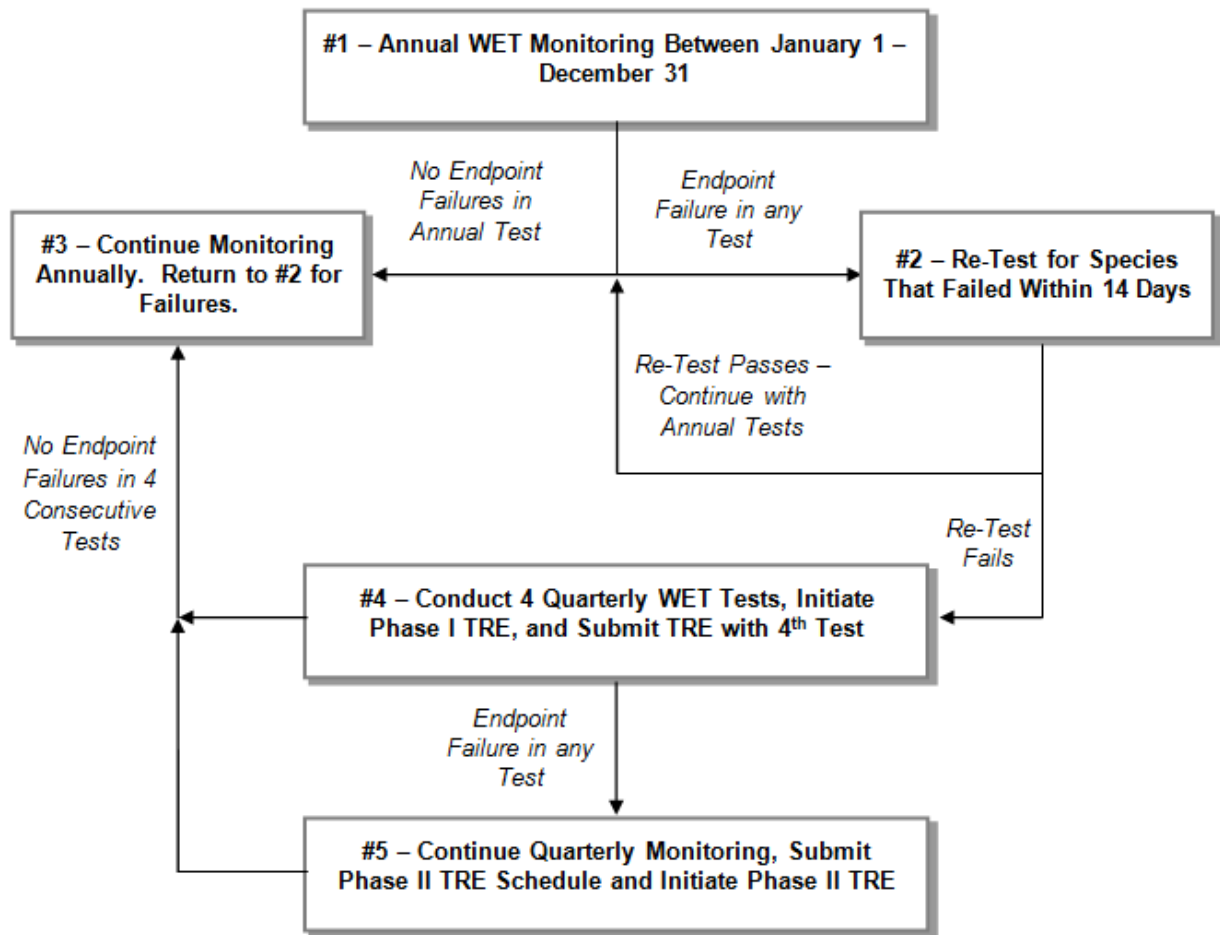 #1 – Annual WET Monitoring Between January 1 –
December 31
No Endpoint
Failures in
Annual Test
Endpoint
Failure in any
Test
#3 – Continue Monitoring
Annually.  Return to #2 for
Failures.
#2 – Re-Test for Species
That Failed Within 14 Days
Re-Test Passes –
Continue with
Annual Tests
No Endpoint
Failures in 4
Consecutive
Tests
Re-Test
Fails
#4 – Conduct 4 Quarterly WET Tests, Initiate
Phase I TRE, and Submit TRE with 4th Test
Endpoint
Failure in any
Test
#5 – Continue Quarterly Monitoring, Submit
Phase II TRE Schedule and Initiate Phase II TRE